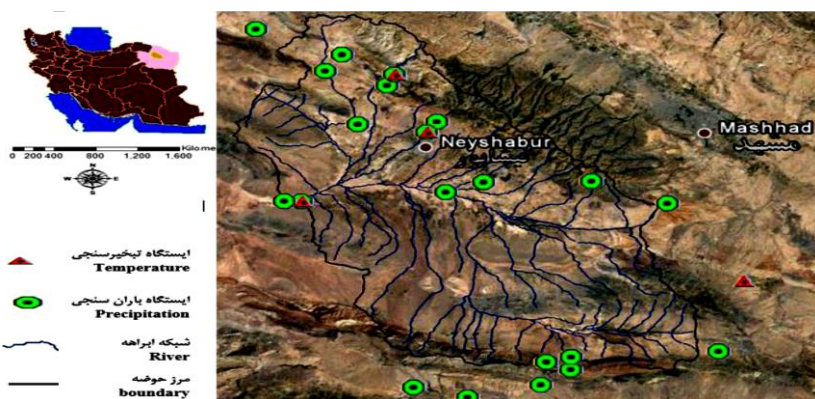 0 200 400 800 1,200 1,600
Kilome
N
W E
S
ایستگاه تبخیرسنجی
Temperature
ایستگاه باران سنجی
Precipitation
شبکه ابراهه
River
مرز حوضه
boundary
Neyshabur
Mashhad